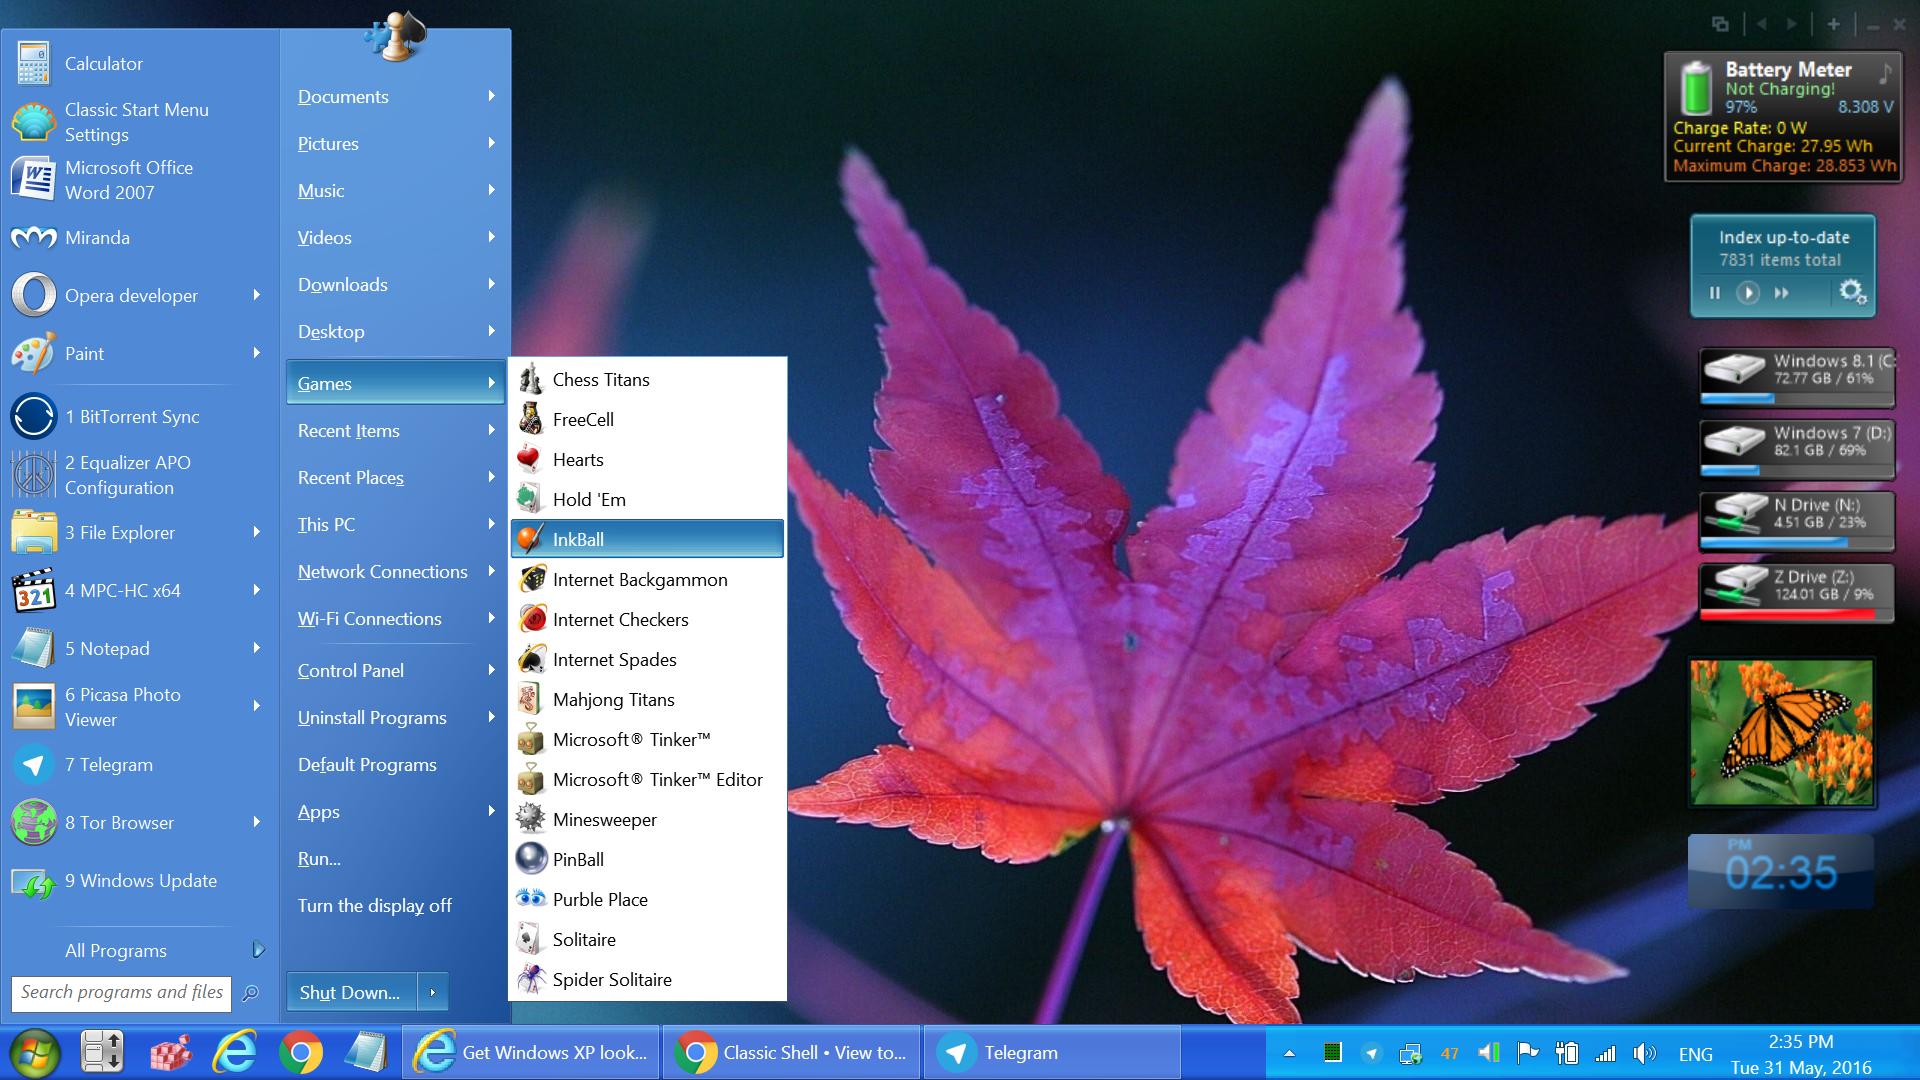 Calculator
Classic Start Menu
Settings
Microsoft Office
Word 2007
Miranda
Opera developer
Paint
1 BitTorrent Sync
2 Equalizer APO
Configuration
3 File Explorer
321
4 MPC-HC x64
5 Notepad
6 Picasa Photo
Viewer
7 Telegram
8 Tor Browser
9 Windows Update
All Programs
Search programs and files
Documents
Pictures
Music
Videos
Downloads
Desktop
Games
Recent Items
Recent Places
This PC
Network Connections
Wi-Fi Connections
Control Panel
Uninstall Programs
Default Programs
Apps
Run...
Turn the display off
Shut Down...
Chess Titans
FreeCell
Hearts
Hold 'Em
InkBall
Internet Backgammon
Internet Checkers
Internet Spades
Mahjong Titans
Microsoft® Tinker™
Microsoft® Tinker™ Editor
Minesweeper
PinBall
Purble Place
Solitaire
Spider Solitaire
Battery Meter
Not Charging!
97% 8.308 V
Charge Rate: 0 W
Current Charge: 27.95 Wh
Maximum Charge: 28.853 Wh
Index up-to-date
7831 items total
Windows 8.1 (C:
72.77 GB / 61%
Windows 7 (D:)
82.1 GB / 69%
N Drive (N:)
4.51 GB / 23%
Z Drive (Z:)
124.01 GB / 9%
PM
02:35
Get Windows XP look...
Classic Shell • View to...
Telegram
47
ENG
2:35 PM
Tue 31 May, 2016